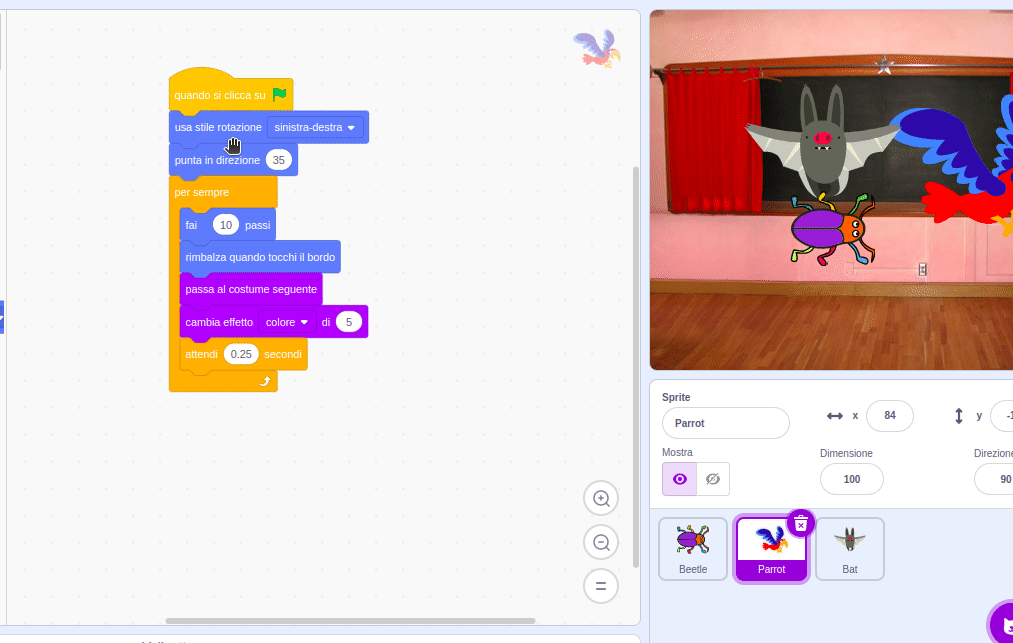 quando si clicca su
usa stile rotazione sinistra-destra
punta in direzione 35
per sempre
fai 10 passi
rimbalza quando tocchi il bordo
passa al costume seguente
cambia effetto colore di 5
attendi 0.25 secondi
Sprite
Parrot
x 84
y -1
Mostra
Dimensione
100
Direzione
90
Beetle
Parrot
Bat